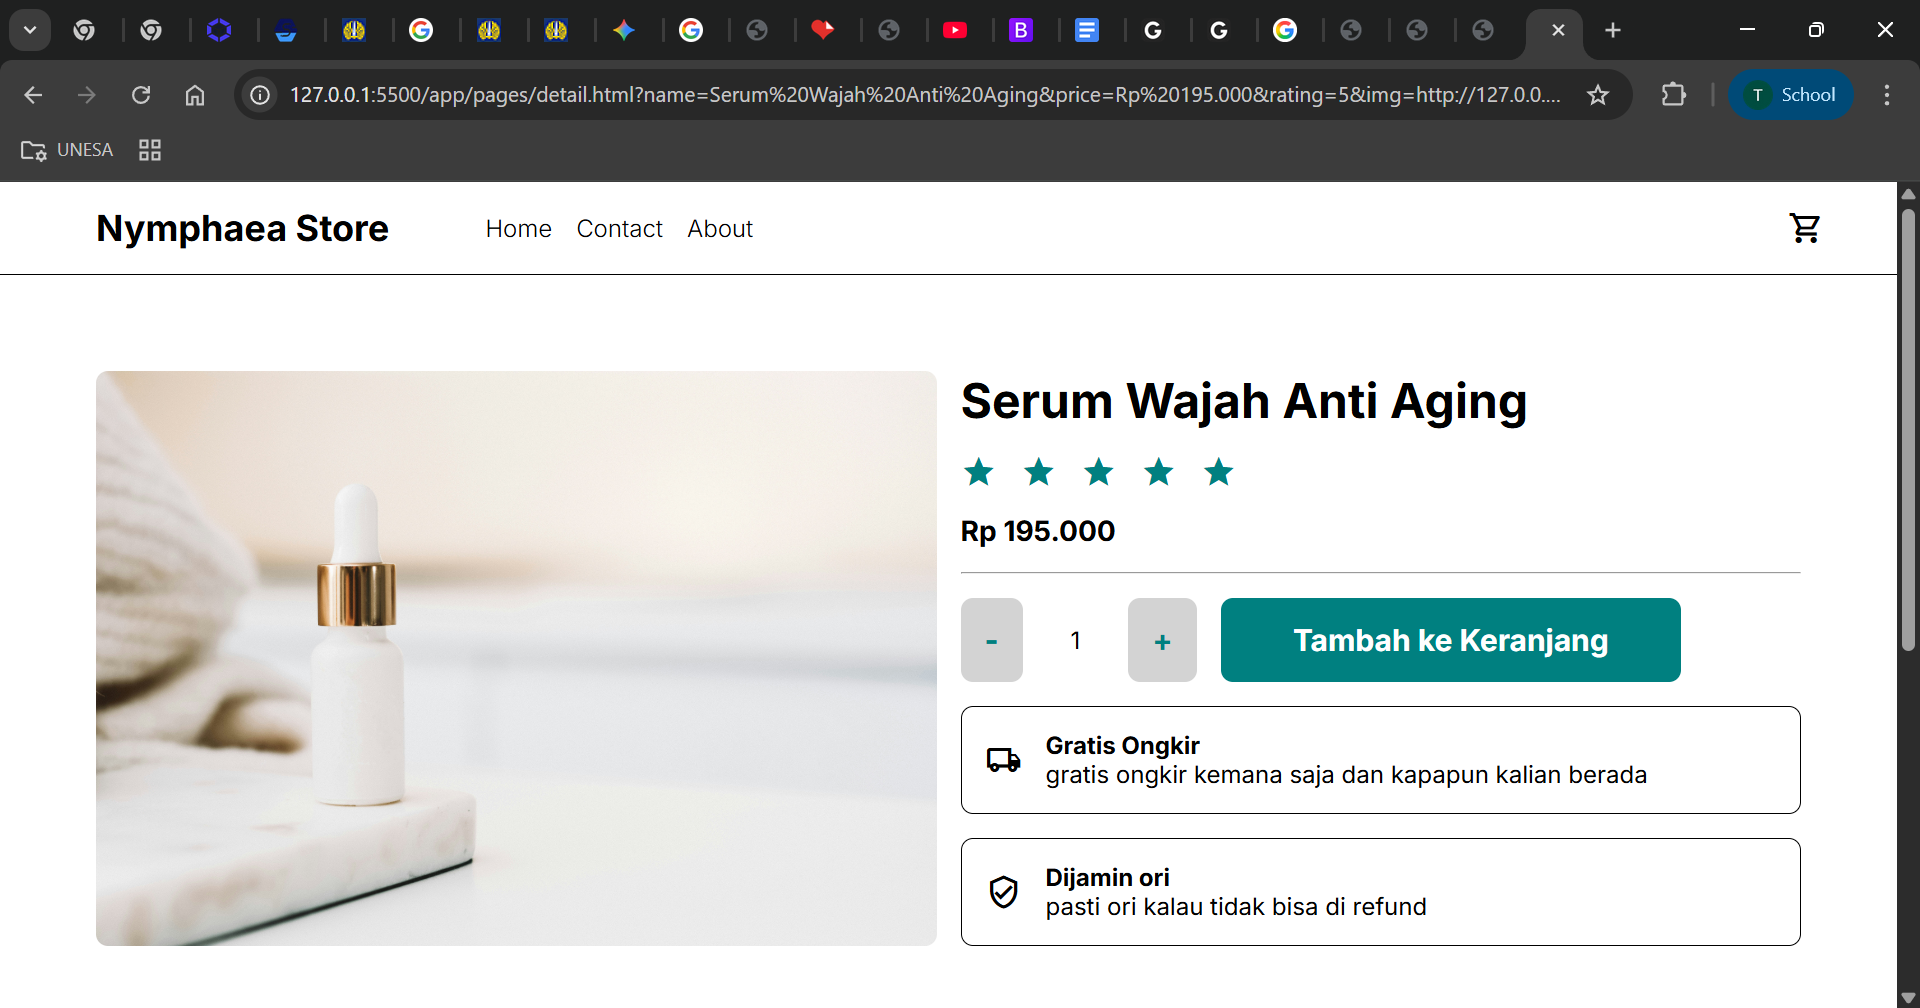 127.0.0.1:5500/app/pages/detail.html?name=Serum%20Wajah%20Anti%20Aging&price=Rp%20195.000&rating=5&img=http://127.0.0....
T School
UNESA
Nymphaea Store Home Contact About
Serum Wajah Anti Aging
Rp 195.000
- 1 + Tambah ke Keranjang
Gratis Ongkir
gratis ongkir kemana saja dan kapapun kalian berada
Dijamin ori
pasti ori kalau tidak bisa di refund